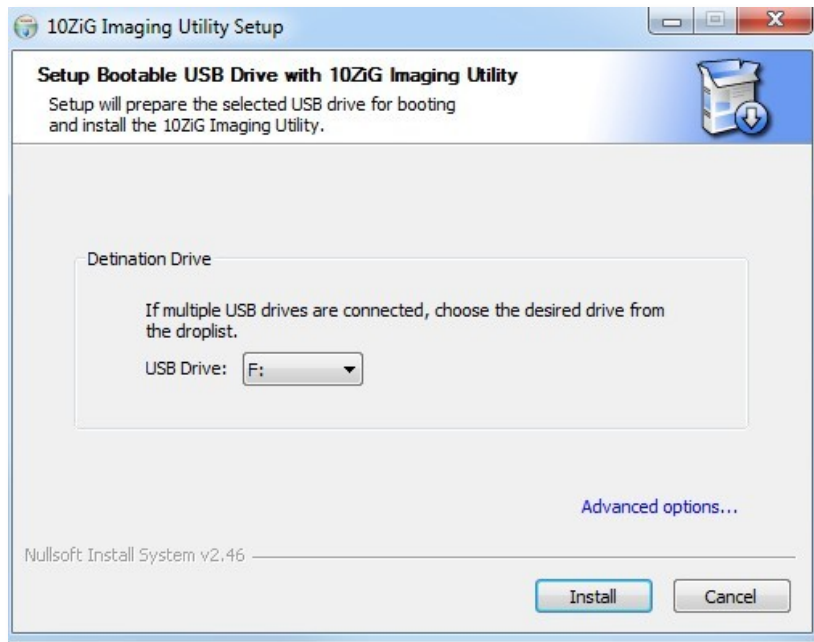 10ZiG Imaging Utility Setup
Setup Bootable USB Drive with 10ZiG Imaging Utility
Setup will prepare the selected USB drive for booting
and install the 10ZiG Imaging Utility.
Detination Drive
If multiple USB drives are connected, choose the desired drive from
the droplist.
USB Drive: F:
Advanced options...
Nullsoft Install System v2.46
Install Cancel